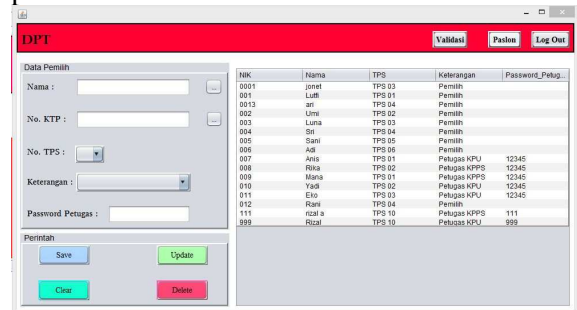 DPT Validasi Paslon Log Out
Data Pemilih
Nama : ...
No. KTP : ...
No. TPS :
Keterangan :
Password Petugas :
Perintah
Save Update
Clear Delete
NIK Nama TPS Keterangan Password_Petug...
0001 jonet TPS 03 Pemilih
001 Luffi TPS 01 Pemilih
0013 ari TPS 04 Pemilih
002 Umi TPS 02 Pemilih
003 Luna TPS 03 Pemilih
004 Sri TPS 04 Pemilih
005 Sani TPS 05 Pemilih
006 Adi TPS 06 Pemilih
007 Anis TPS 01 Petugas KPU 12345
008 Rika TPS 02 Petugas KPPS 12345
009 Mana TPS 01 Petugas KPPS 12345
010 Yadi TPS 02 Petugas KPU 12345
011 Eko TPS 03 Petugas KPU 12345
012 Rani TPS 04 Pemilih
111 rizal a TPS 10 Petugas KPPS 111
999 Rizal TPS 10 Petugas KPU 999